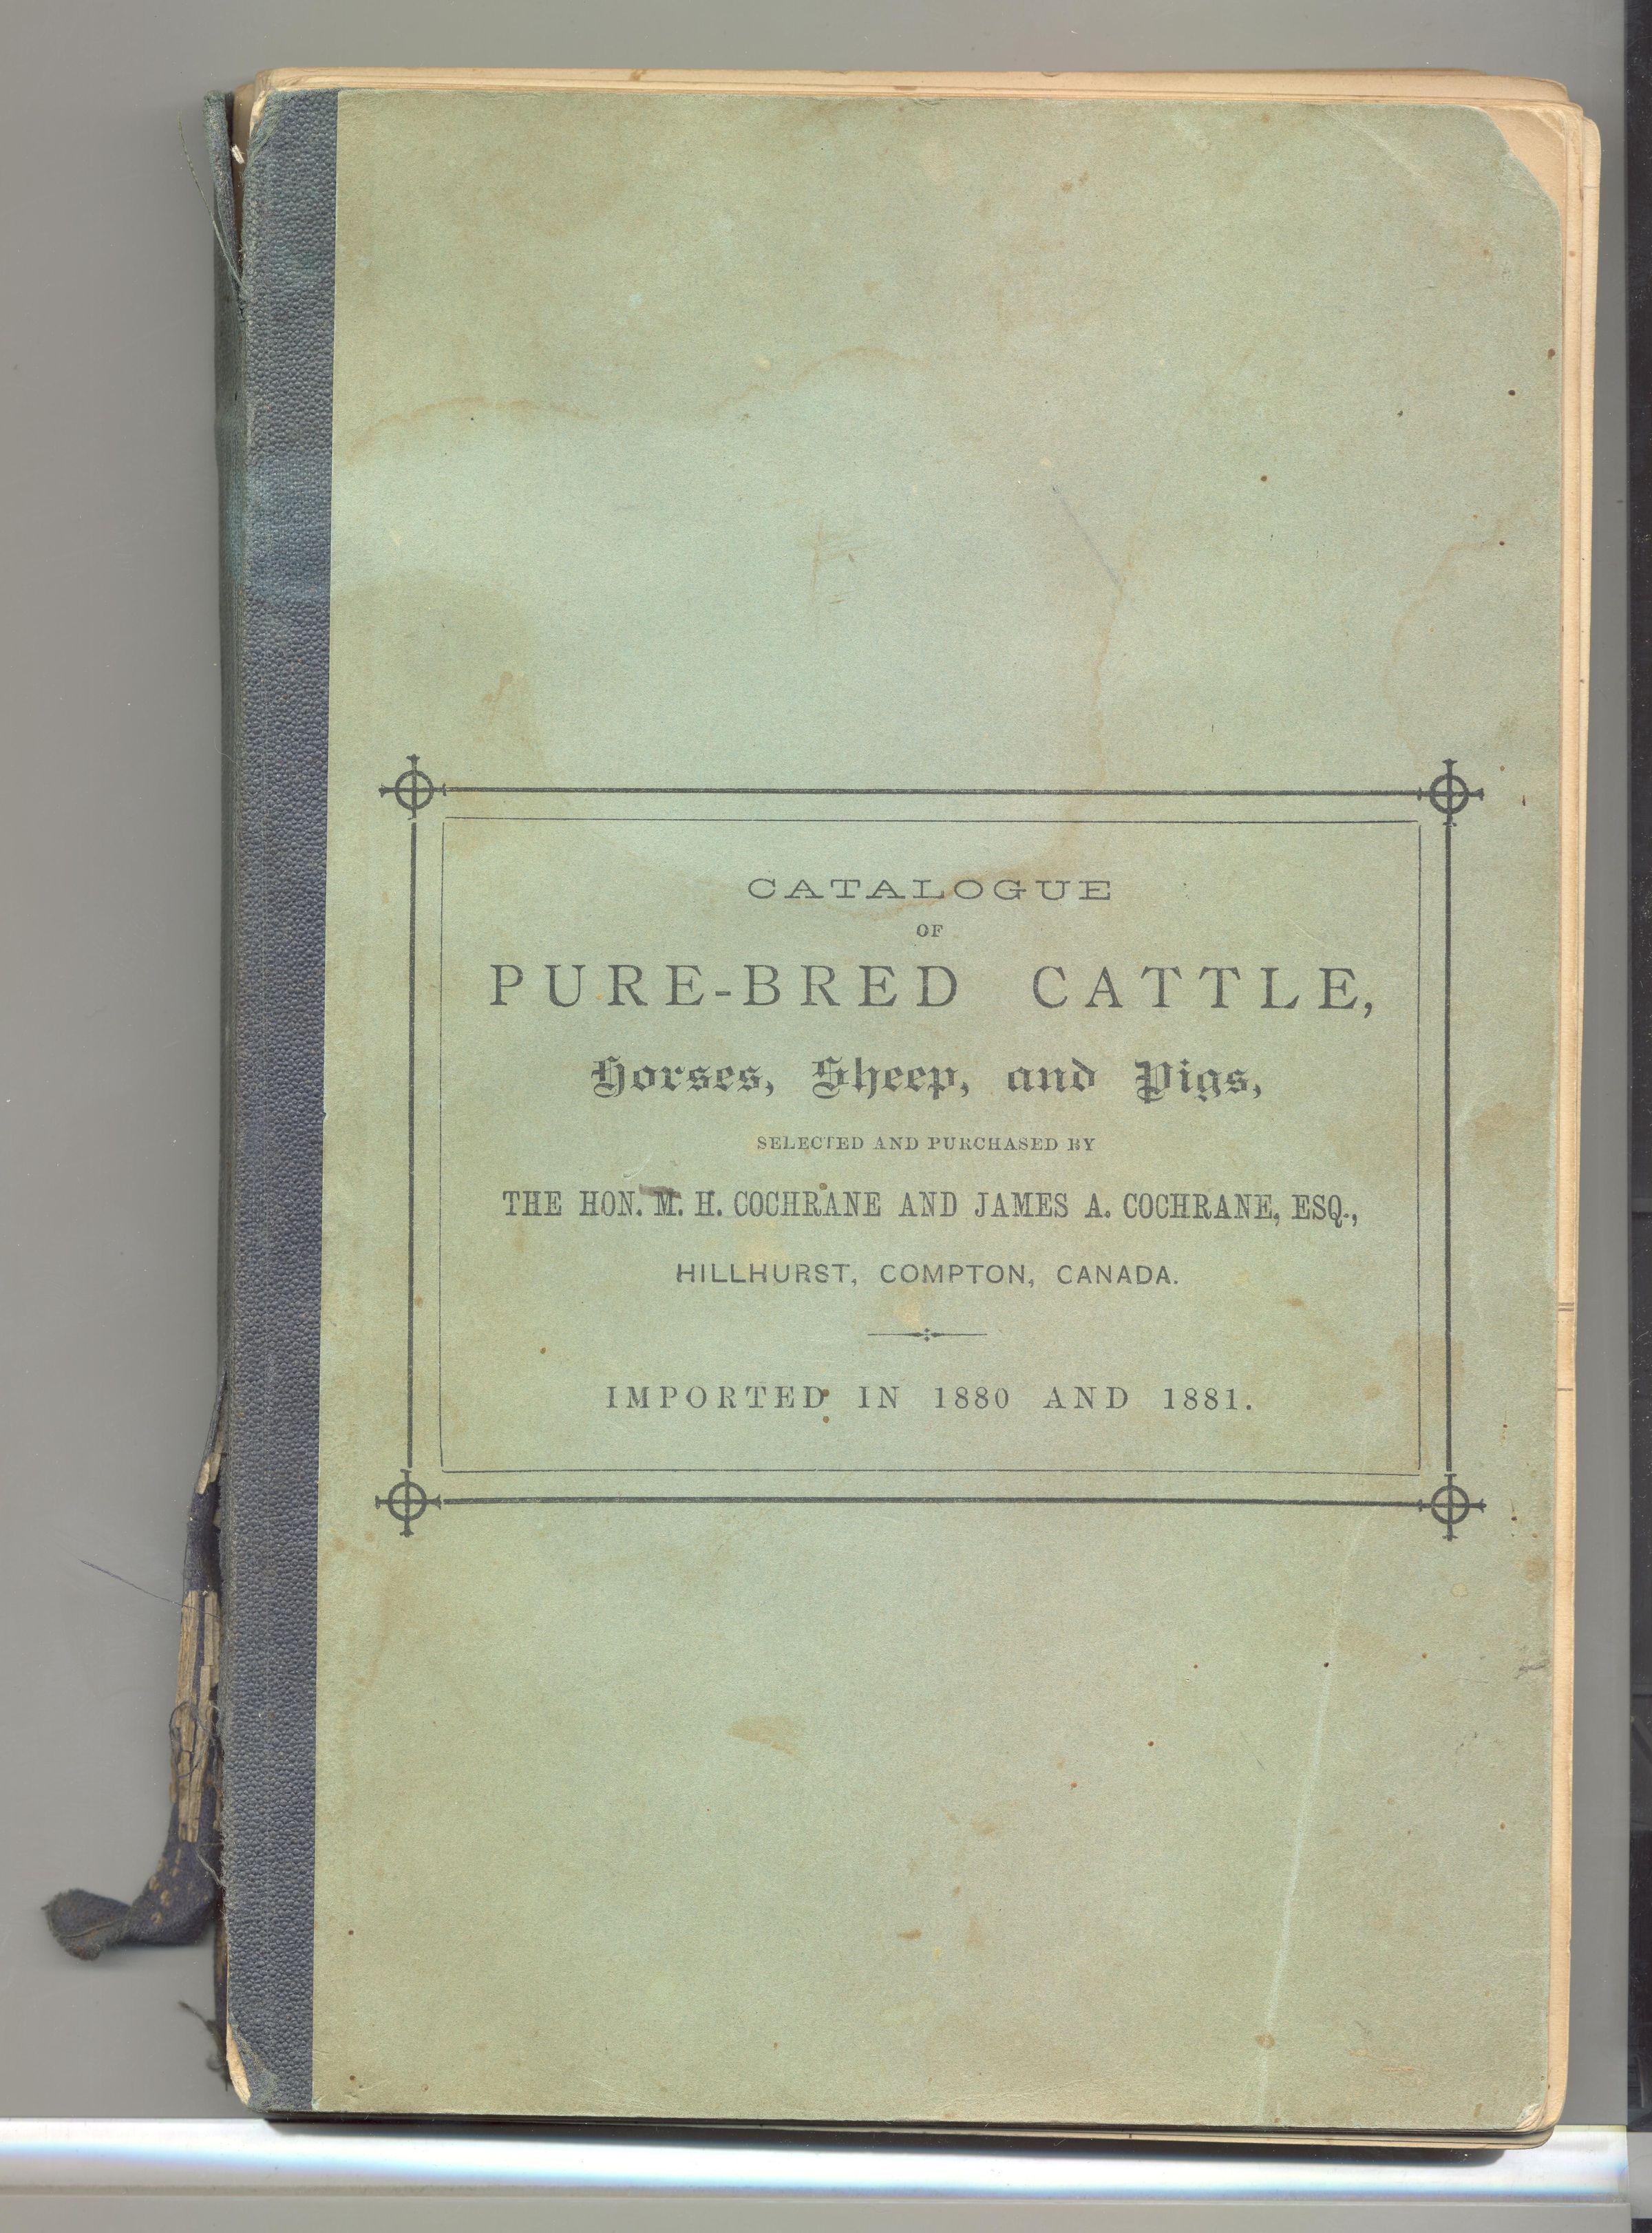 CATALOGUE
OF
PURE-BRED CATTLE,
Horses, Sheep, and Pigs,
SELECTED AND PURCHASED BY
THE HON. M. H. COCHRANE AND JAMES A. COCHRANE, ESQ.,
HILLHURST, COMPTON, CANADA.
IMPORTED IN 1880 AND 1881.